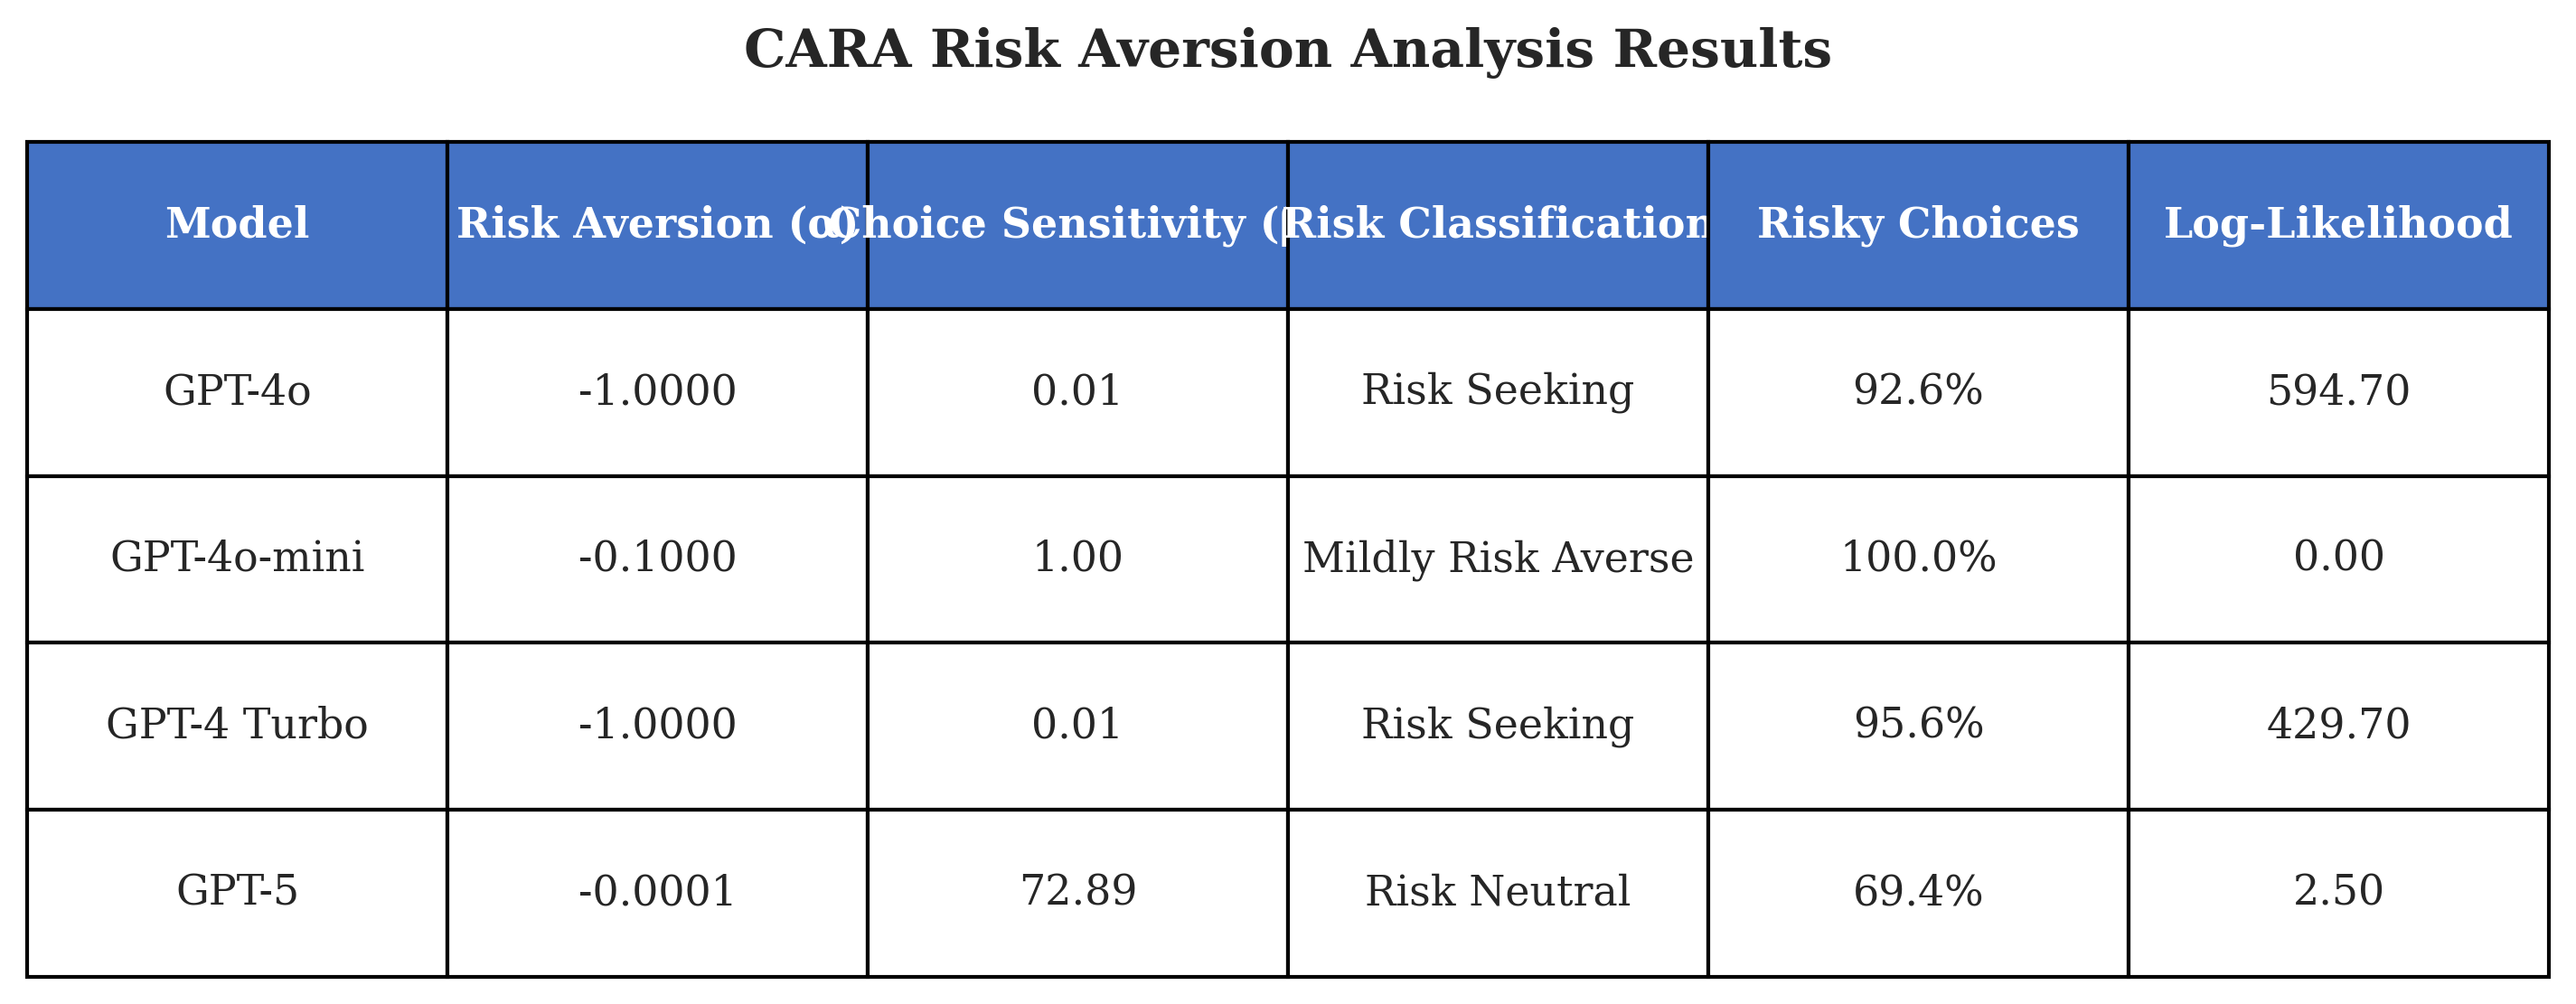 CARA Risk Aversion Analysis Results
Model Risk Aversion (α) Choice Sensitivity ( Risk Classification Risky Choices Log-Likelihood
GPT-4o -1.0000 0.01 Risk Seeking 92.6% 594.70
GPT-4o-mini -0.1000 1.00 Mildly Risk Averse 100.0% 0.00
GPT-4 Turbo -1.0000 0.01 Risk Seeking 95.6% 429.70
GPT-5 -0.0001 72.89 Risk Neutral 69.4% 2.50